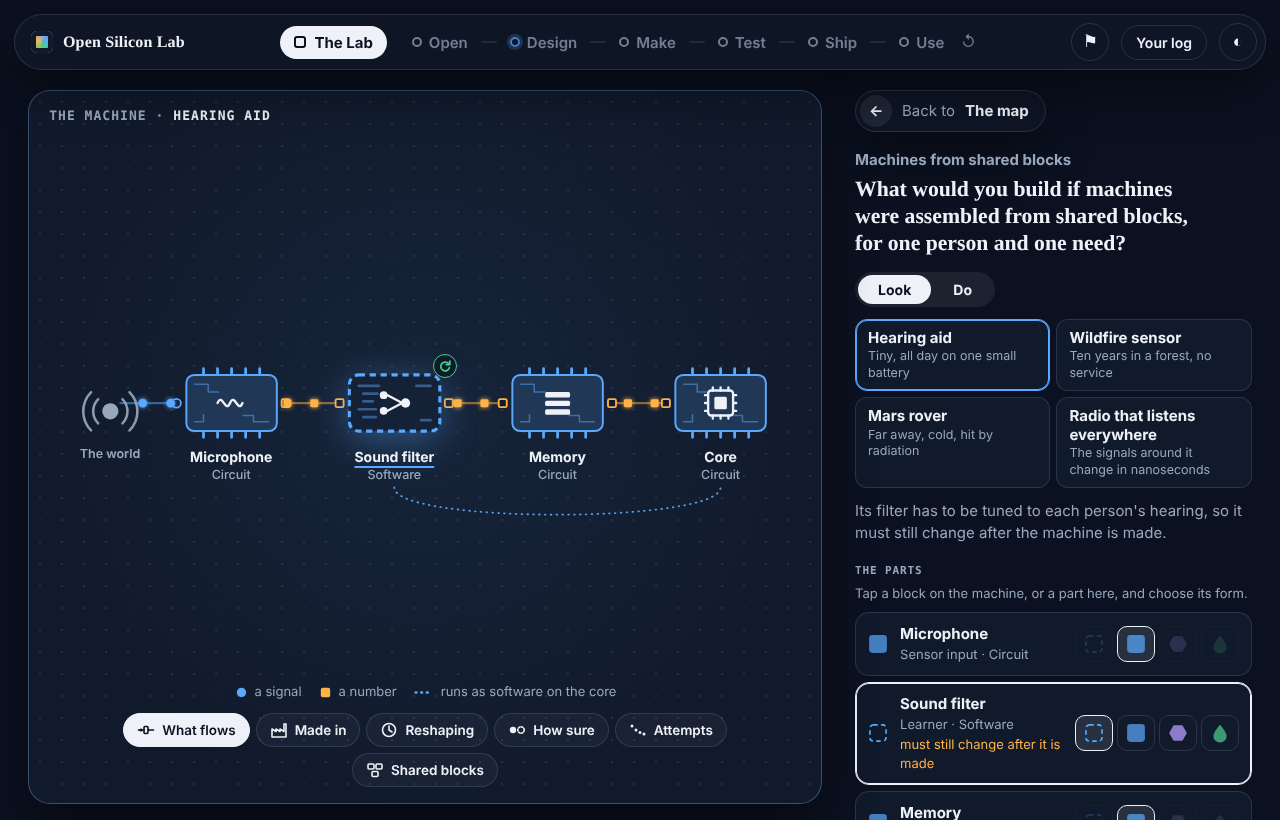 Open Silicon Lab
The Lab
Open
Design
Make
Test
Ship
Use
Your log
THE MACHINE · HEARING AID
The world
Microphone
Circuit
Sound filter
Software
Memory
Circuit
Core
Circuit
a signal
a number
runs as software on the core
What flows
Made in
Reshaping
How sure
Attempts
Shared blocks
Back to The map
Machines from shared blocks
What would you build if machines
were assembled from shared blocks,
for one person and one need?
Look
Do
Hearing aid
Tiny, all day on one small
battery
Wildfire sensor
Ten years in a forest, no
service
Mars rover
Far away, cold, hit by
radiation
Radio that listens
everywhere
The signals around it
change in nanoseconds
Its filter has to be tuned to each person's hearing, so it
must still change after the machine is made.
THE PARTS
Tap a block on the machine, or a part here, and choose its form.
Microphone
Sensor input · Circuit
Sound filter
Learner · Software
must still change after it is
made
Memory